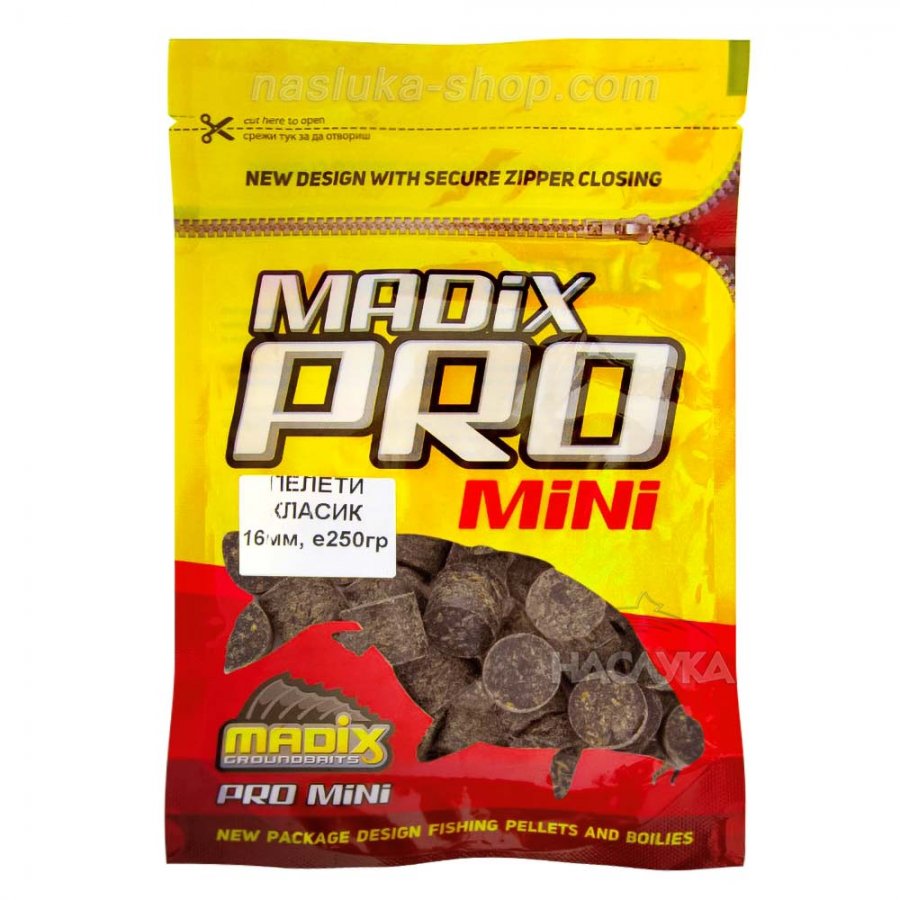 nasluka-shop.com
cut here to open
срежи тук за да отвориш
NEW DESIGN WITH SECURE ZIPPER CLOSING
MADiX
PRO
MiNi
ПЕЛЕТИ
КЛАСИК
16мм, е250гр
НАСЛУКА
MADiX
GROUNDBAITS
PRO MiNi
NEW PACKAGE DESIGN FISHING PELLETS AND BOILIES